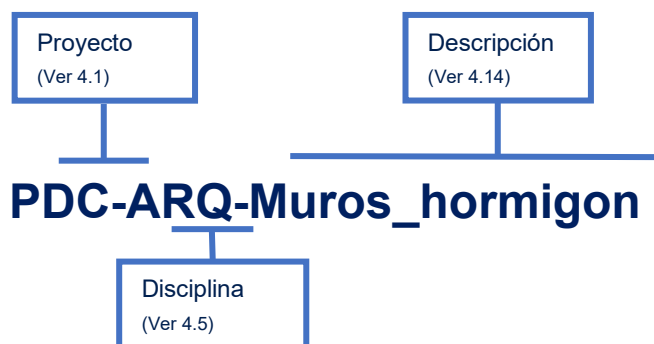 Proyecto
(Ver 4.1)
Descripción
(Ver 4.14)
PDC-ARQ-Muros_hormigon
Disciplina
(Ver 4.5)